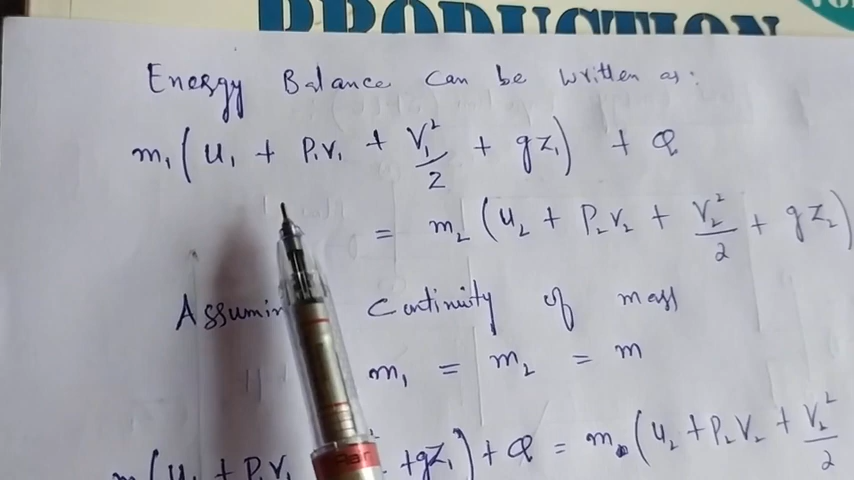 PRODUCTION
Energy Balance can be written as:
m₁(u₁ + P₁v₁ + V₁²/2 + gz₁) + Q
= m₂(u₂ + P₂v₂ + V₂²/2 + gz₂)
Continuity of mass
m₁ = m₂ = m
+ gz₁) + Q = m(u₂ + P₂v₂ + V₂²/2